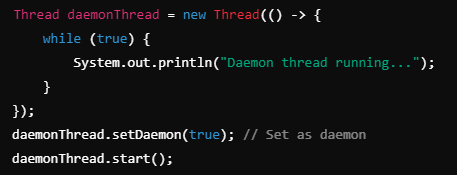 Thread daemonThread = new Thread(() -> {
    while (true) {
        System.out.println("Daemon thread running...");
    }
});
daemonThread.setDaemon(true); // Set as daemon
daemonThread.start();